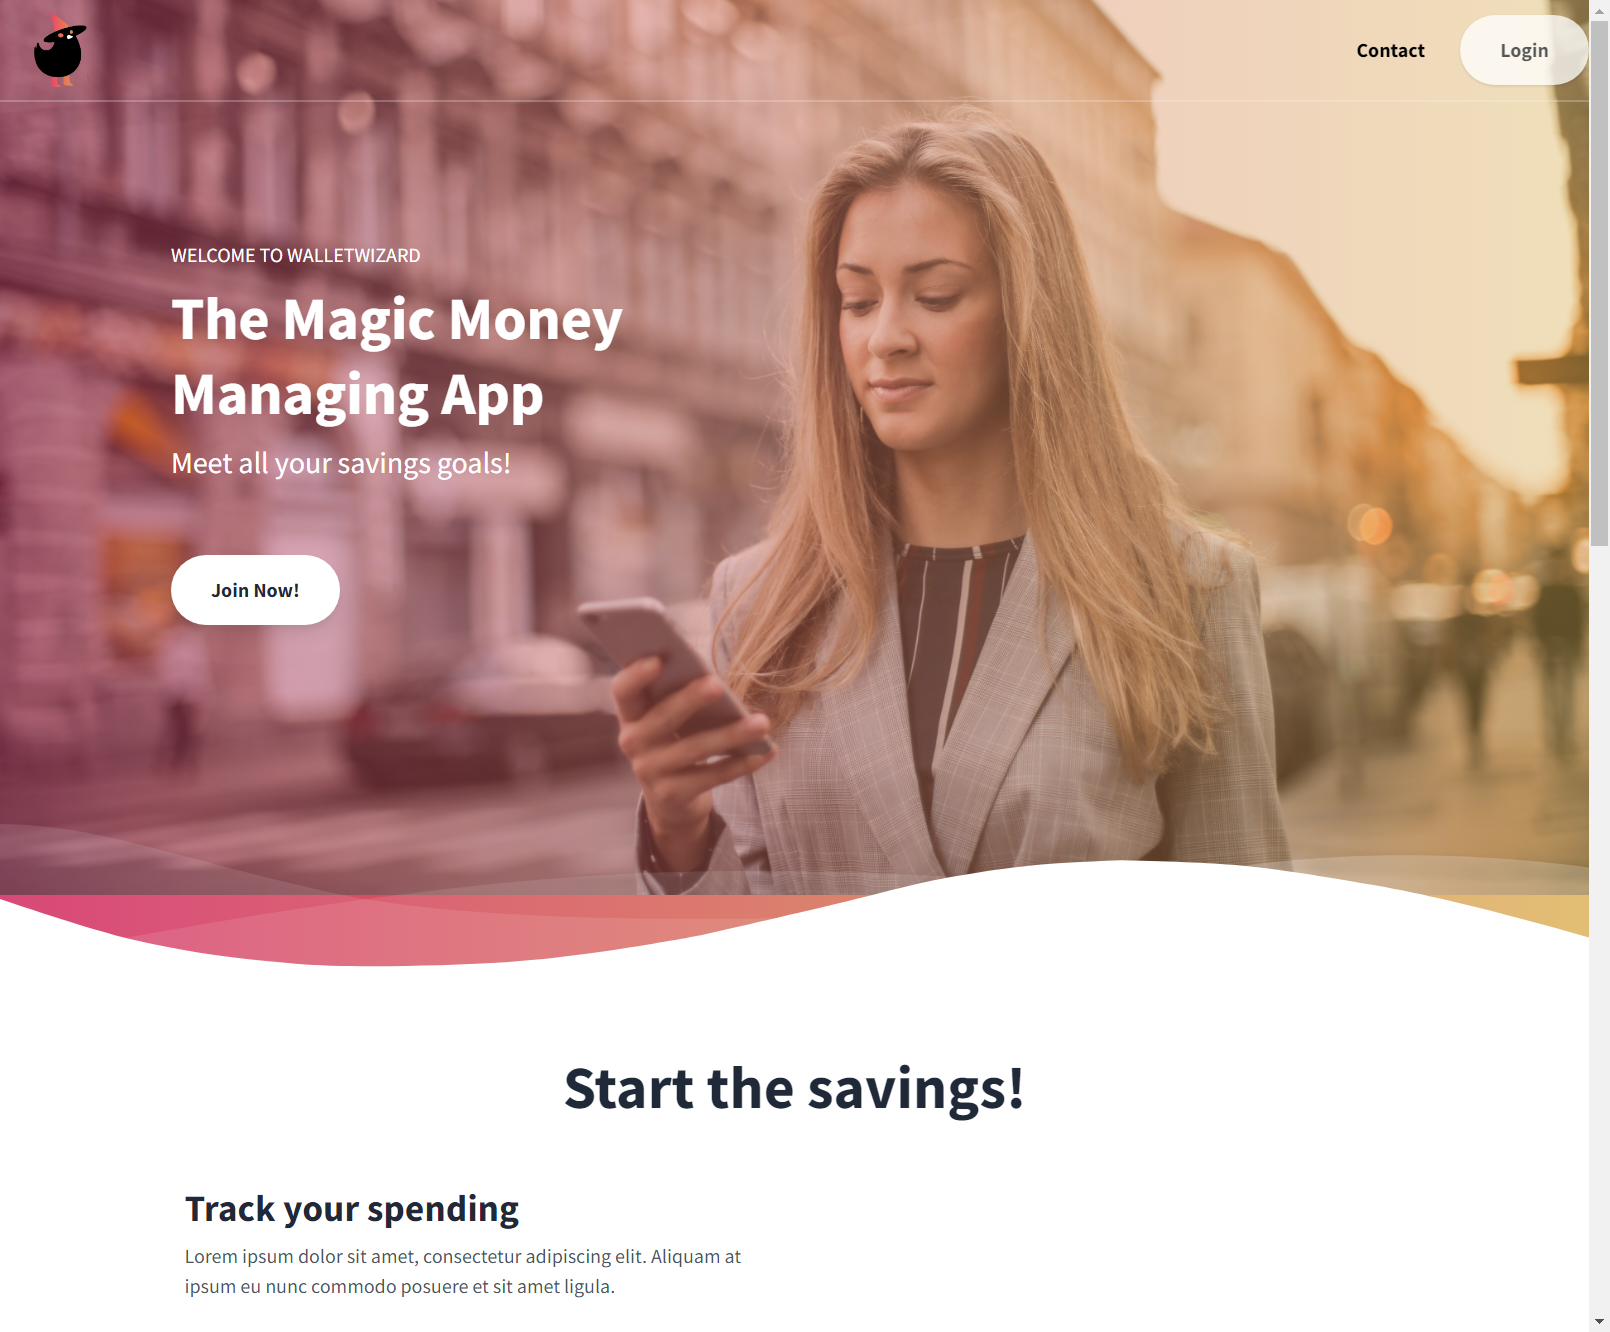 Contact
Login
WELCOME TO WALLETWIZARD
The Magic Money
Managing App
Meet all your savings goals!
Join Now!
Start the savings!
Track your spending
Lorem ipsum dolor sit amet, consectetur adipiscing elit. Aliquam at
ipsum eu nunc commodo posuere et sit amet ligula.